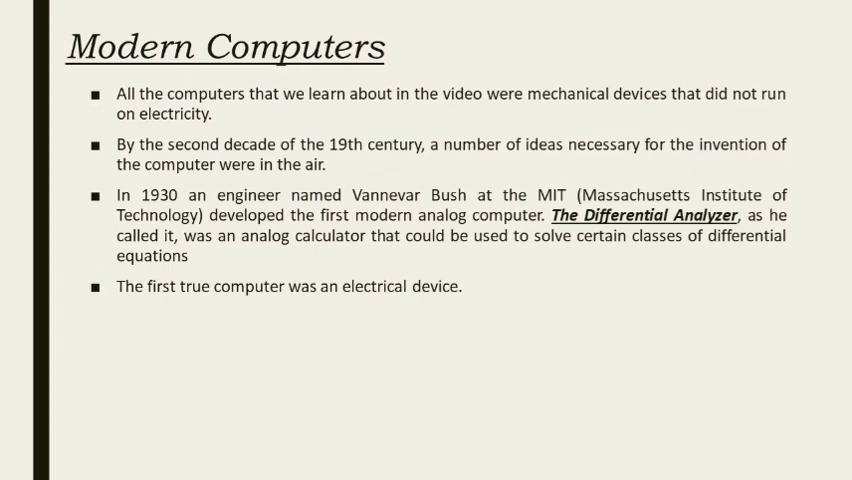 Modern Computers
▪ All the computers that we learn about in the video were mechanical devices that did not run
on electricity.
▪ By the second decade of the 19th century, a number of ideas necessary for the invention of
the computer were in the air.
▪ In 1930 an engineer named Vannevar Bush at the MIT (Massachusetts Institute of
Technology) developed the first modern analog computer. The Differential Analyzer, as he
called it, was an analog calculator that could be used to solve certain classes of differential
equations
▪ The first true computer was an electrical device.